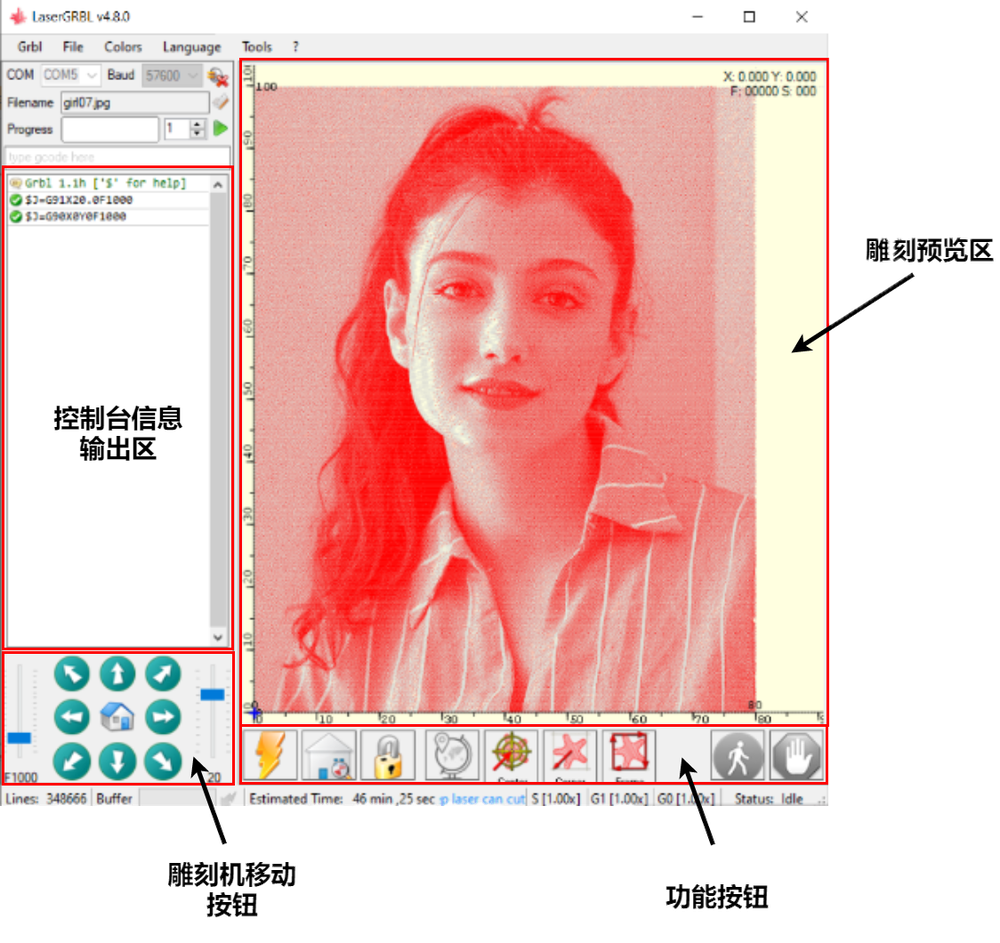 LaserGRBL v4.8.0
Grbl File Colors Language Tools ?
COM COM5 Baud 57600
Filename girl07.jpg
Progress 1
type gcode here
Grbl 1.1h ['$' for help]
$J=G91X20.0F1000
$J=G90X0Y0F1000
控制台信息
输出区
F1000 20
Lines: 348666 Buffer
X: 0.000 Y: 0.000
F: 00000 S: 000
100
90
80
70
60
50
40
30
20
10
0
80
0 10 20 30 40 50 60 70 80
Center Corner Frame
Estimated Time: 46 min ,25 sec p laser can cut S [1.00x] G1 [1.00x] G0 [1.00x] Status: Idle
雕刻预览区
雕刻机移动
按钮
功能按钮